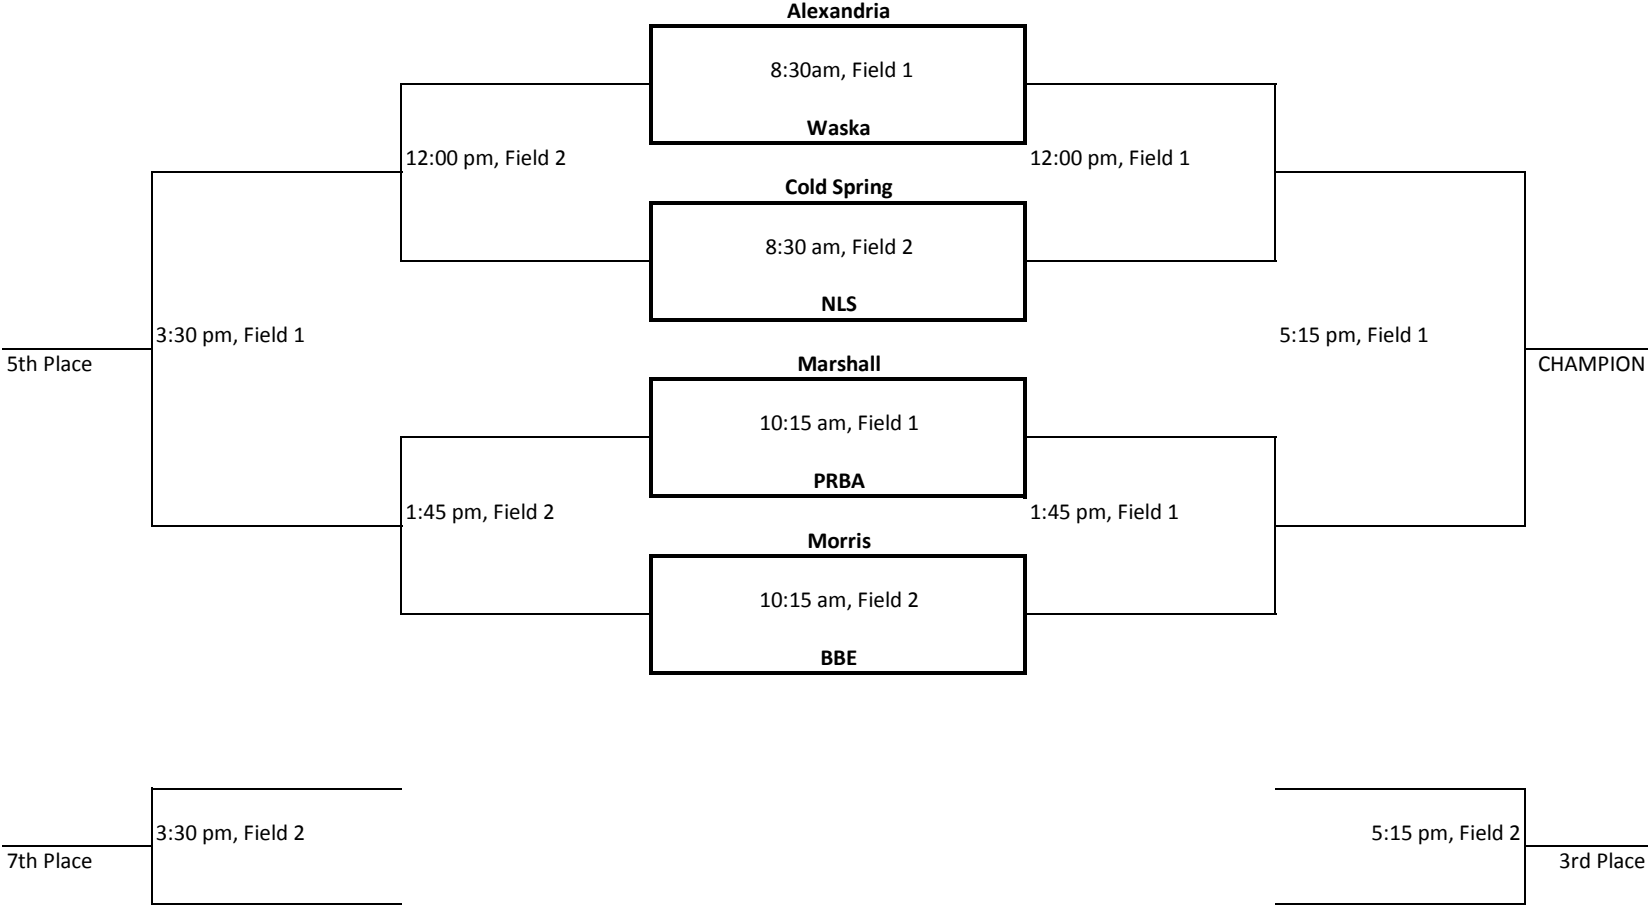 Alexandria
8:30am, Field 1
Waska
12:00 pm, Field 2
12:00 pm, Field 1
Cold Spring
8:30 am, Field 2
NLS
3:30 pm, Field 1
5:15 pm, Field 1
5th Place
Marshall
CHAMPION
10:15 am, Field 1
PRBA
1:45 pm, Field 2
1:45 pm, Field 1
Morris
10:15 am, Field 2
BBE
3:30 pm, Field 2
5:15 pm, Field 2
7th Place
3rd Place